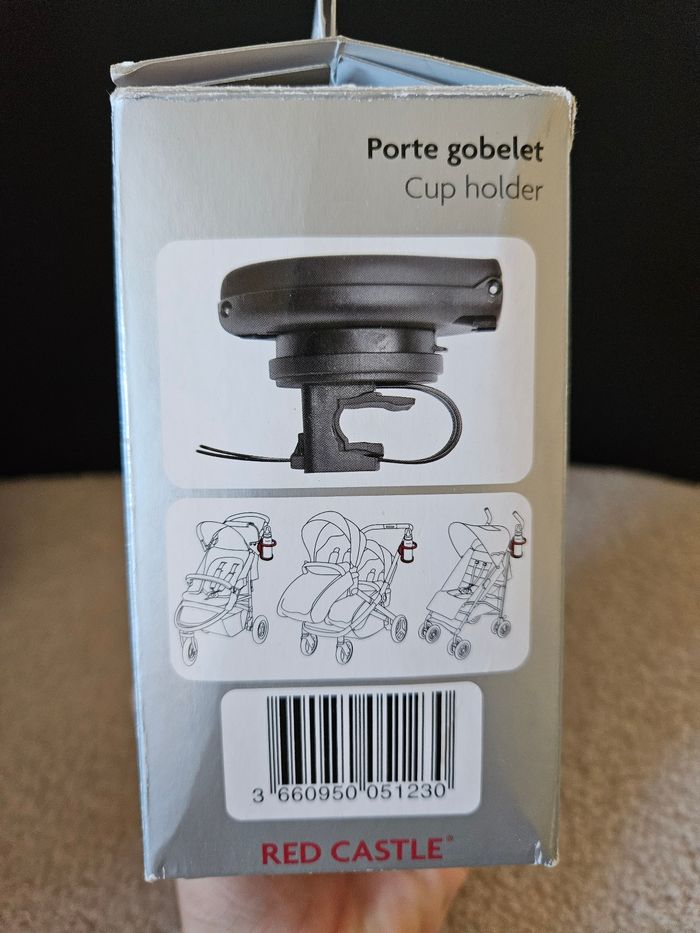 Porte gobelet
Cup holder
3 660950 051230
RED CASTLE®